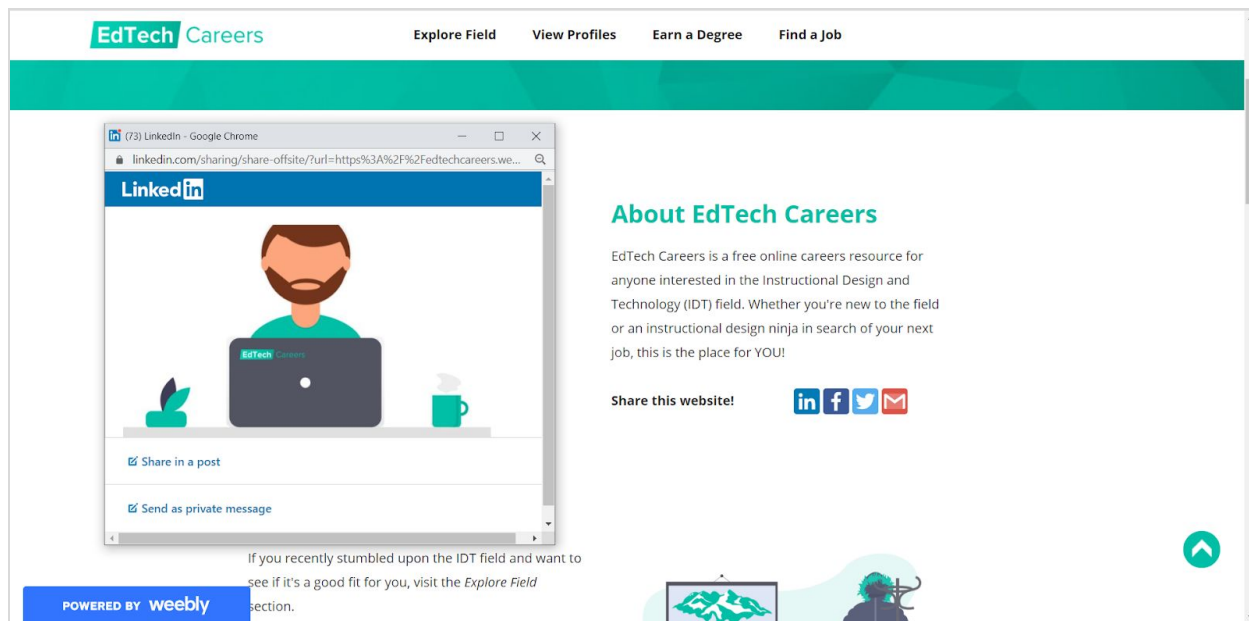 EdTech Careers
Explore Field View Profiles Earn a Degree Find a Job
(73) LinkedIn - Google Chrome
linkedin.com/sharing/share-offsite/?url=https%3A%2F%2Fedtechcareers.we...
Linked in
EdTech Careers
Share in a post
Send as private message
About EdTech Careers
EdTech Careers is a free online careers resource for
anyone interested in the Instructional Design and
Technology (IDT) field. Whether you're new to the field
or an instructional design ninja in search of your next
job, this is the place for YOU!
Share this website!
in f
If you recently stumbled upon the IDT field and want to
see if it's a good fit for you, visit the Explore Field
section.
POWERED BY weebly